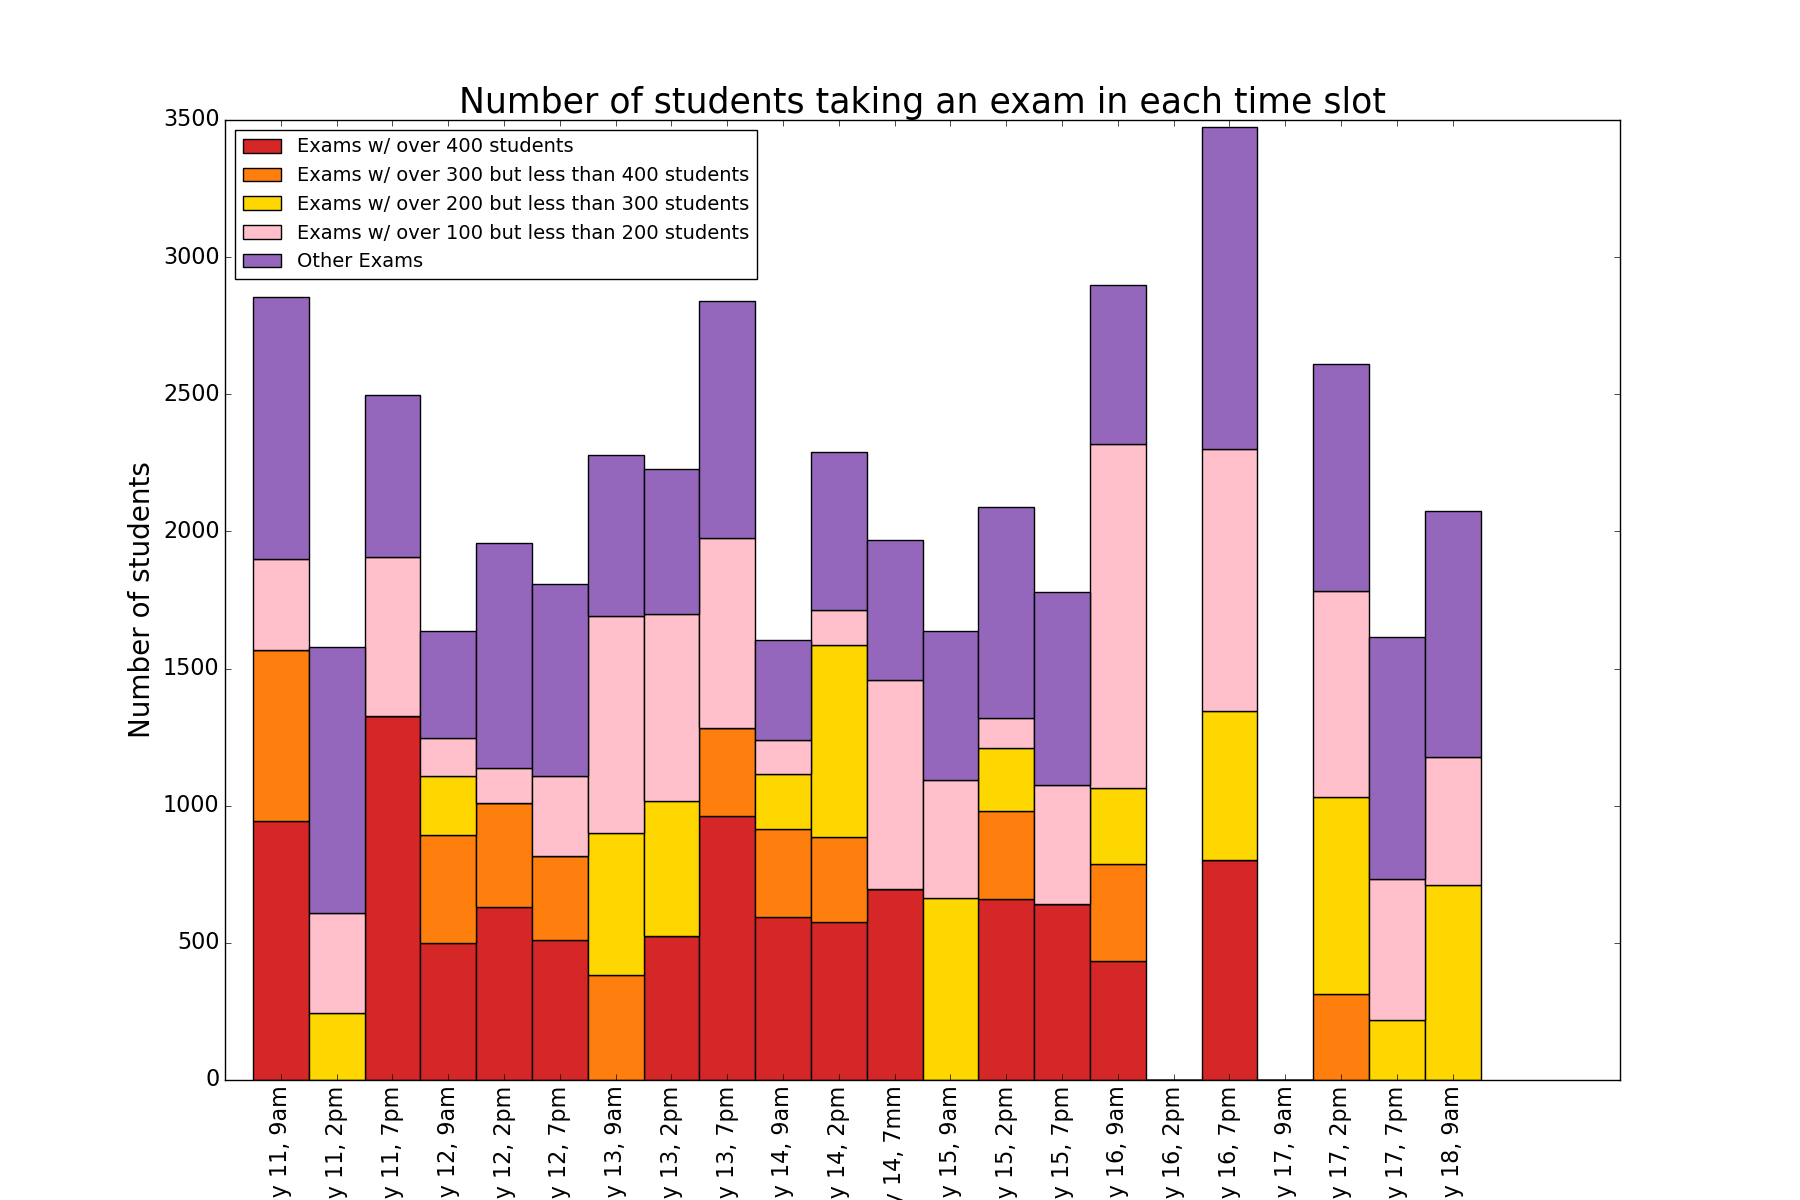 Number of students taking an exam in each time slot
Exams w/ over 400 students
Exams w/ over 300 but less than 400 students
Exams w/ over 200 but less than 300 students
Exams w/ over 100 but less than 200 students
Other Exams
Number of students
3500
3000
2500
2000
1500
1000
500
0
y 11, 9am
y 11, 2pm
y 11, 7pm
y 12, 9am
y 12, 2pm
y 12, 7pm
y 13, 9am
y 13, 2pm
y 13, 7pm
y 14, 9am
y 14, 2pm
y 14, 7mm
y 15, 9am
y 15, 2pm
y 15, 7pm
y 16, 9am
y 16, 2pm
y 16, 7pm
y 17, 9am
y 17, 2pm
y 17, 7pm
y 18, 9am